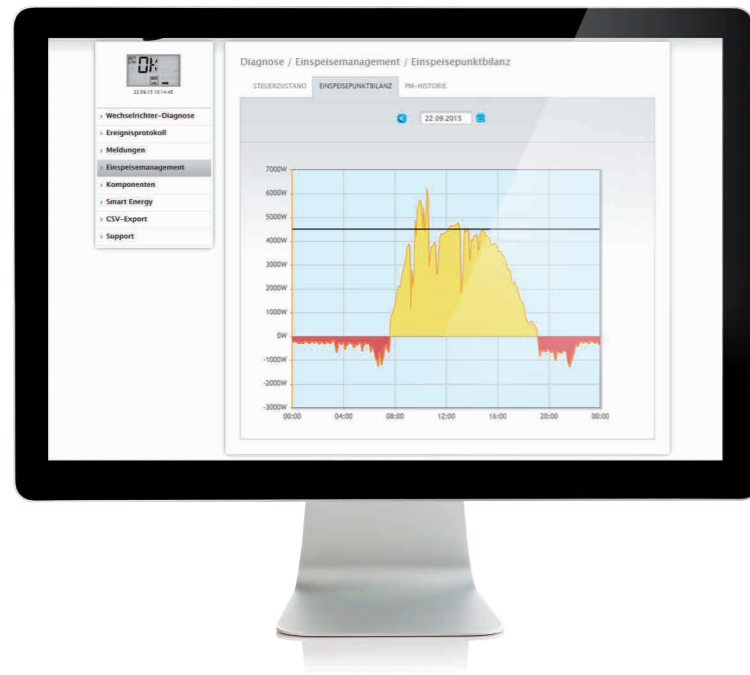 OK
22.09.15 10:14:45
› Wechselrichter-Diagnose
› Ereignisprotokoll
› Meldungen
› Einspeisemanagement
› Komponenten
› Smart Energy
› CSV-Export
› Support
Diagnose / Einspeisemanagement / Einspeisepunktbilanz
STEUERZUSTAND EINSPEISEPUNKTBILANZ PM-HISTORIE
22.09.2015
7000W
6000W
5000W
4000W
3000W
2000W
1000W
0W
-1000W
-2000W
-3000W
00:00 04:00 08:00 12:00 16:00 20:00 00:00